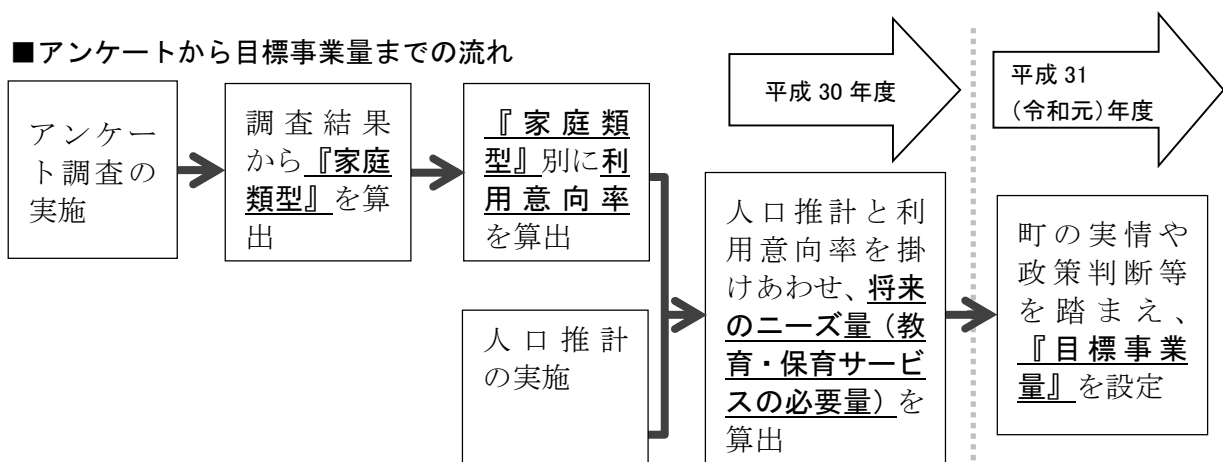 ■アンケートから目標事業量までの流れ
平成 30 年度
平成 31
(令和元)年度
アンケー
ト調査の
実施
調査結果
から『家庭
類型』を算
出
『家庭類
型』別に利
用意向率
を算出
人口推計
の実施
人口推計と利
用意向率を掛
けあわせ、将来
のニーズ量（教
育・保育サービ
スの必要量）を
算出
町の実情や
政策判断等
を踏まえ、
『目標事業
量』を設定